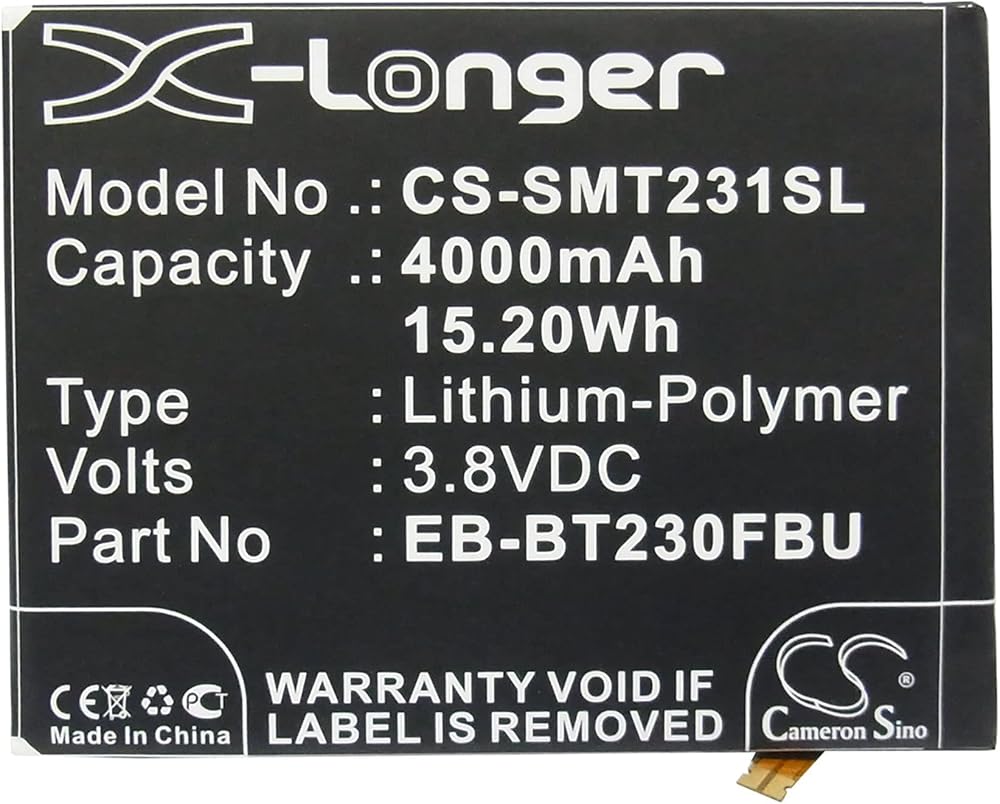 X-Longer
Model No .: CS-SMT231SL
Capacity .: 4000mAh
15.20Wh
Type : Lithium-Polymer
Volts : 3.8VDC
Part No : EB-BT230FBU
CE PCT
Made In China
WARRANTY VOID IF
LABEL IS REMOVED
CS ®
Cameron Sino